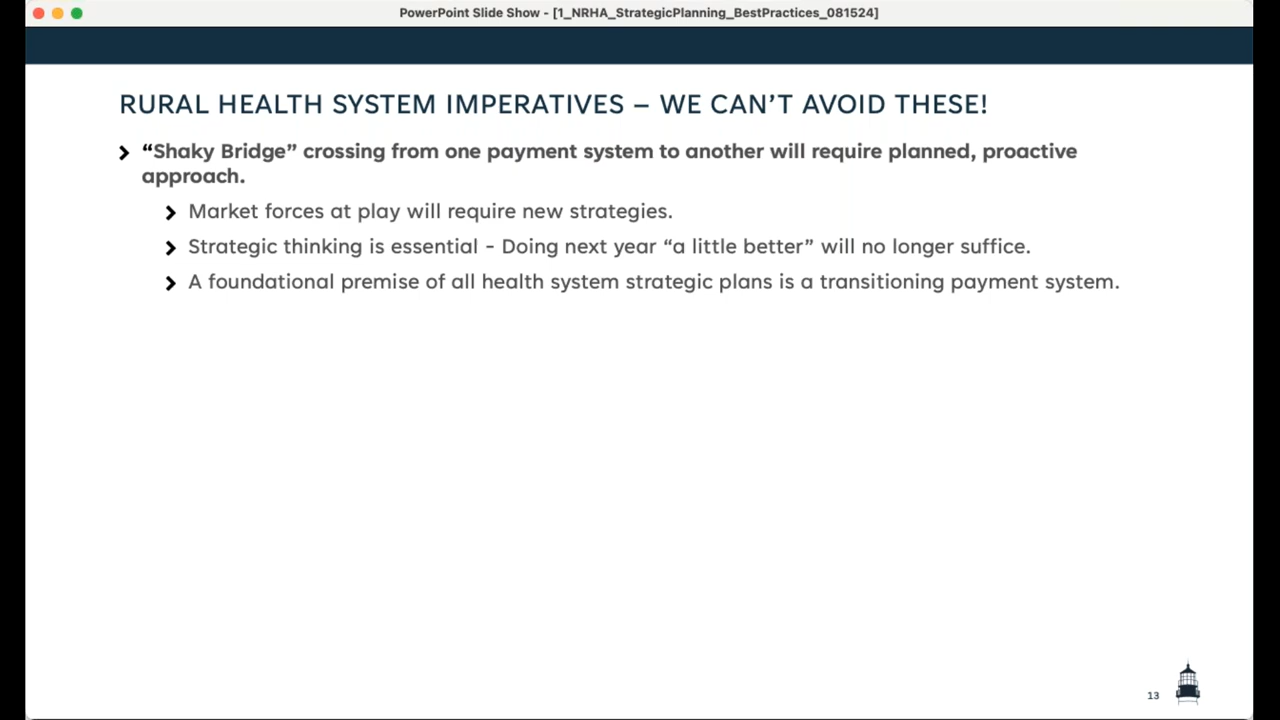 PowerPoint Slide Show - [1_NRHA_StrategicPlanning_BestPractices_081524]
RURAL HEALTH SYSTEM IMPERATIVES – WE CAN’T AVOID THESE!
“Shaky Bridge” crossing from one payment system to another will require planned, proactive
approach.
Market forces at play will require new strategies.
Strategic thinking is essential - Doing next year “a little better” will no longer suffice.
A foundational premise of all health system strategic plans is a transitioning payment system.
13